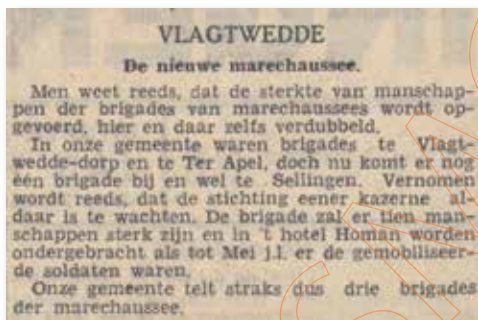 VLAGTWEDDE
De nieuwe marechaussee.
Men weet reeds, dat de sterkte van manschap-
pen der brigades van marechaussees wordt op-
gevoerd, hier en daar zelfs verdubbeld.
In onze gemeente waren brigades te Vlagt-
wedde-dorp en te Ter Apel, doch nu komt er nog
één brigade bij en wel te Sellingen. Vernomen
wordt reeds, dat de stichting eener kazerne al-
daar is te wachten. De brigade zal er tien man-
schappen sterk zijn en in 't hotel Homan worden
ondergebracht als tot Mei j.l. er de gemobiliseer-
de soldaten waren.
Onze gemeente telt straks dus drie brigades
der marechaussee.